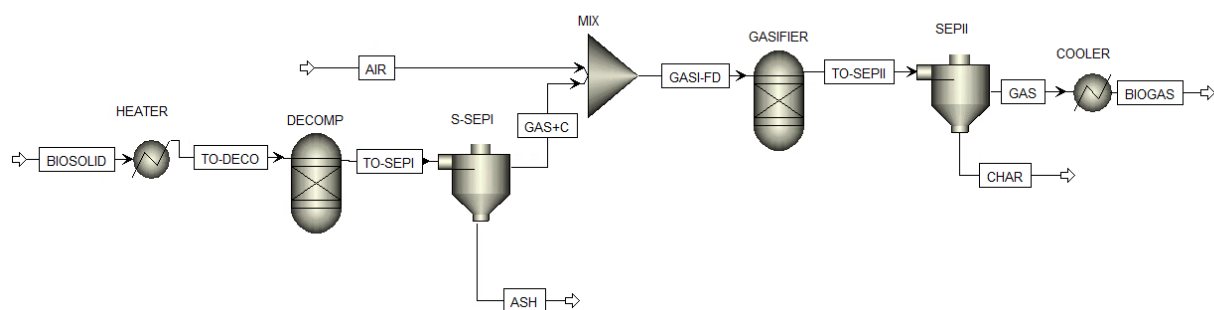 MIX
GASIFIER
SEPII
COOLER
AIR
GASI-FD
TO-SEPII
GAS
BIOGAS
HEATER
DECOMP
S-SEPI
GAS+C
BIOSOLID
TO-DECO
TO-SEPI
CHAR
ASH